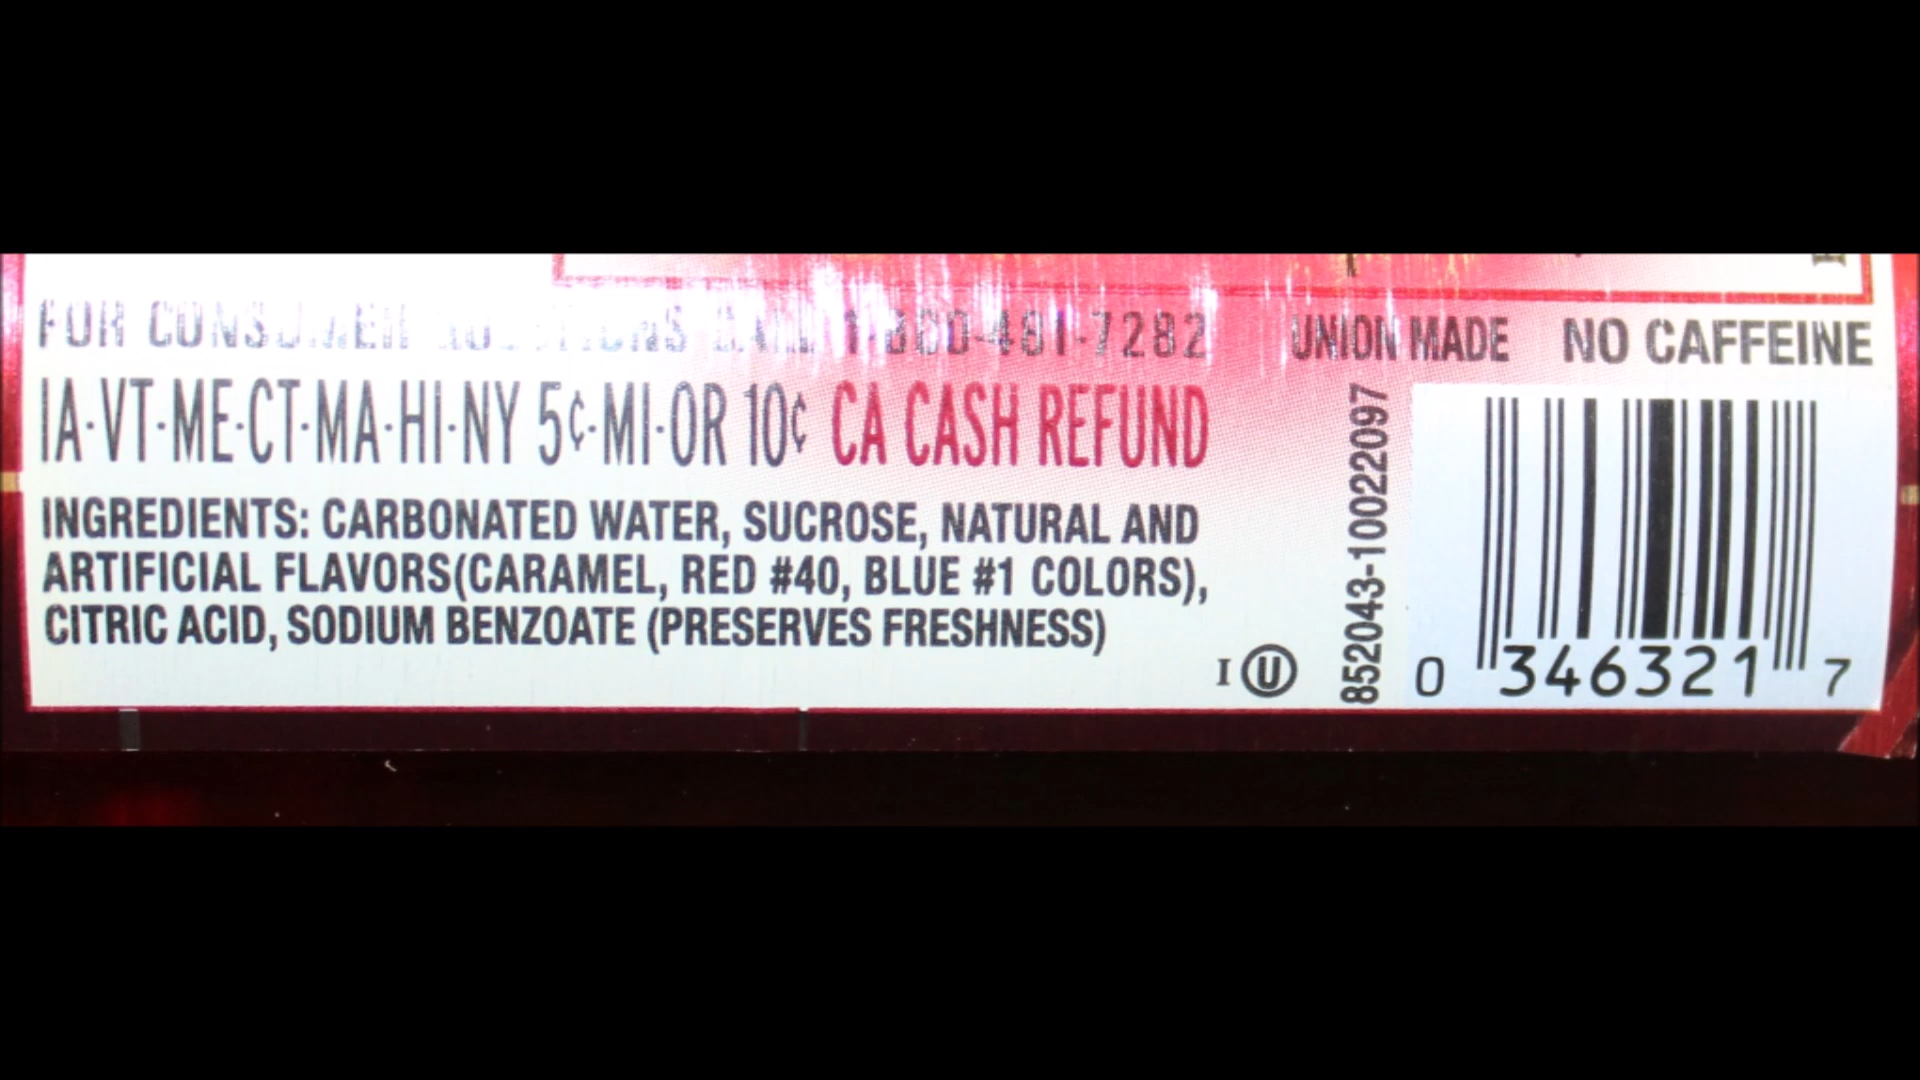 FOR CONSUMER QUESTIONS CALL 1-800-481-7282
UNION MADE NO CAFFEINE
IA·VT·ME·CT·MA·HI·NY 5¢·MI·OR 10¢ CA CASH REFUND
INGREDIENTS: CARBONATED WATER, SUCROSE, NATURAL AND
ARTIFICIAL FLAVORS(CARAMEL, RED #40, BLUE #1 COLORS),
CITRIC ACID, SODIUM BENZOATE (PRESERVES FRESHNESS)
I U
852043-10022097
0 346321 7